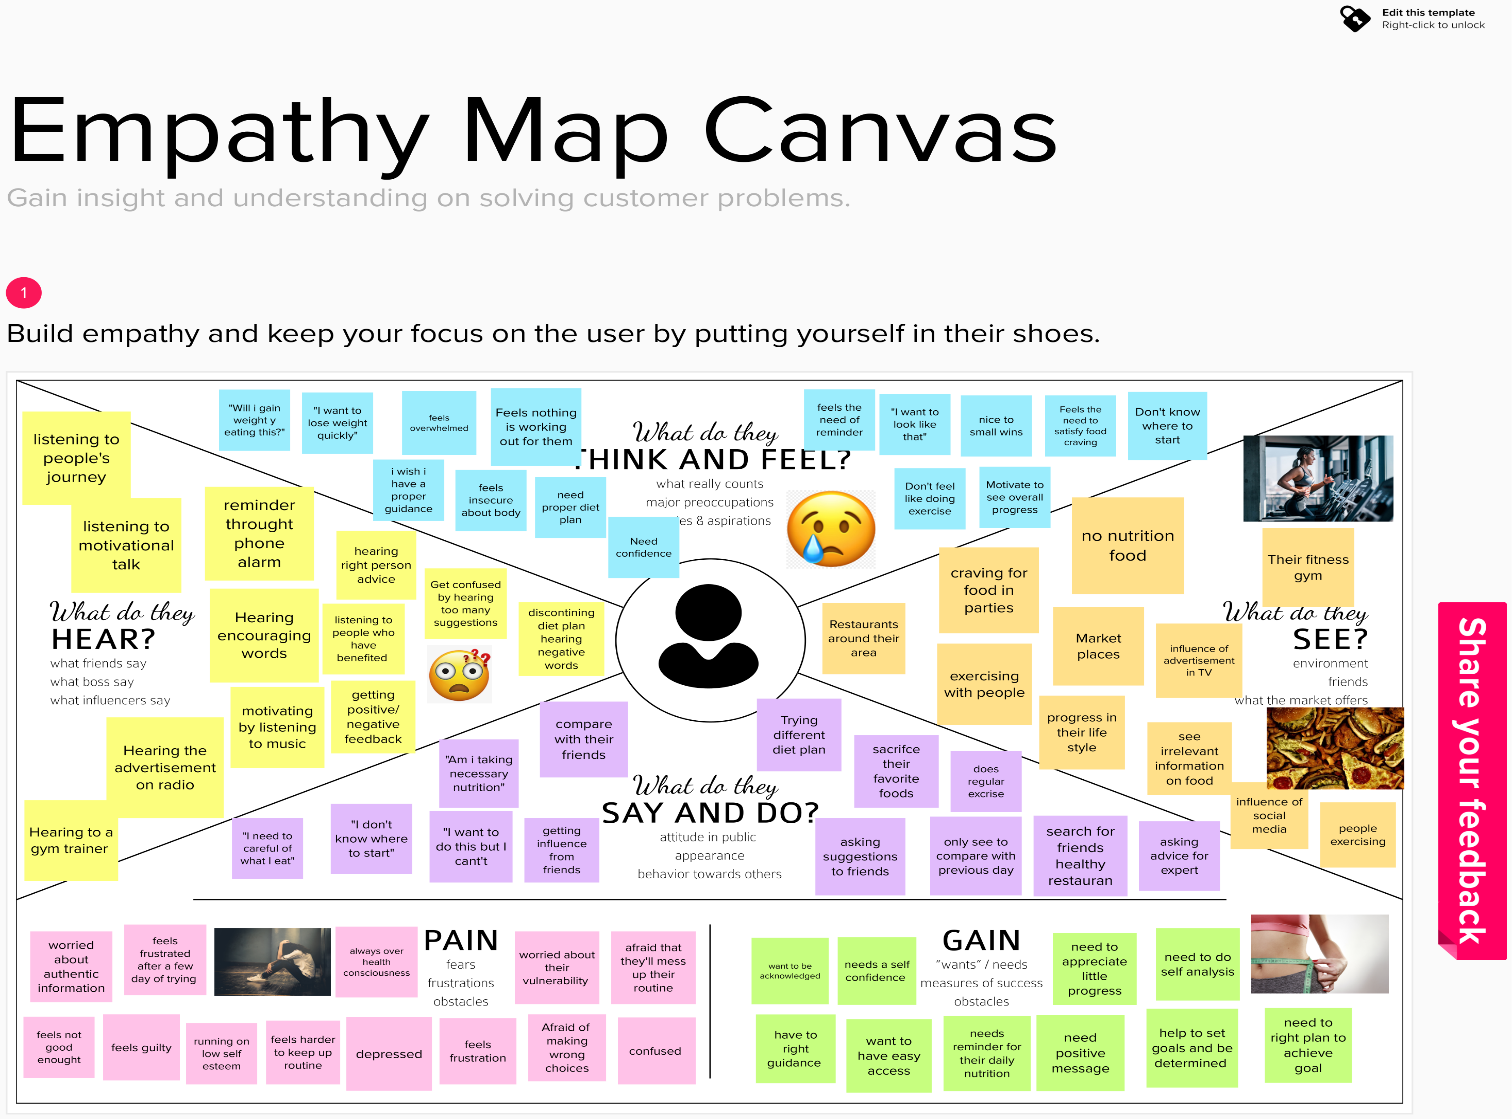 Edit this template
Right-click to unlock
Empathy Map Canvas
Gain insight and understanding on solving customer problems.
1
Build empathy and keep your focus on the user by putting yourself in their shoes.
"Will i gain
weight y
eating this?"
"I want to
lose weight
quickly"
feels
overwhelmed
Feels nothing
is working
out for them
i wish i
have a
proper
guidance
feels
insecure
about body
need
proper diet
plan
Need
confidence
What do they
THINK AND FEEL?
what really counts
major preoccupations
& aspirations
feels the
need of
reminder
"I want to
look like
that"
nice to
small wins
Feels the
need to
satisfy food
craving
Don't know
where to
start
Don't feel
like doing
exercise
Motivate to
see overall
progress
listening to
people's
journey
listening to
motivational
talk
reminder
throught
phone
alarm
hearing
right person
advice
Get confused
by hearing
too many
suggestions
discontining
diet plan
hearing
negative
words
What do they
HEAR?
what friends say
what boss say
what influencers say
Hearing
encouraging
words
listening to
people who
have
benefited
motivating
by listening
to music
getting
positive/
negative
feedback
Hearing the
advertisement
on radio
Hearing to a
gym trainer
no nutrition
food
Their fitness
gym
craving for
food in
parties
Restaurants
around their
area
Market
places
influence of
advertisement
in TV
What do they
SEE?
environment
friends
what the market offers
exercising
with people
progress in
their life
style
see
irrelevant
information
on food
influence of
social
media
people
exercising
compare
with their
friends
"Am i taking
necessary
nutrition"
"I need to
careful of
what I eat"
"I don't
know where
to start"
"I want to
do this but I
cant't
getting
influence
from
friends
What do they
SAY AND DO?
attitude in public
appearance
behavior towards others
Trying
different
diet plan
sacrifce
their
favorite
foods
does
regular
excrise
asking
suggestions
to friends
only see to
compare with
previous day
search for
friends
healthy
restauran
asking
advice for
expert
Share your feedback
worried
about
authentic
information
feels
frustrated
after a few
day of trying
always over
health
consciousness
PAIN
fears
frustrations
obstacles
worried about
their
vulnerability
afraid that
they'll mess
up their
routine
feels not
good
enought
feels guilty
running on
low self
esteem
feels harder
to keep up
routine
depressed
feels
frustration
Afraid of
making
wrong
choices
confused
want to be
acknowledged
needs a self
confidence
GAIN
"wants" / needs
measures of success
obstacles
need to
appreciate
little
progress
need to do
self analysis
have to
right
guidance
want to
have easy
access
needs
reminder for
their daily
nutrition
need
positive
message
help to set
goals and be
determined
need to
right plan to
achieve
goal